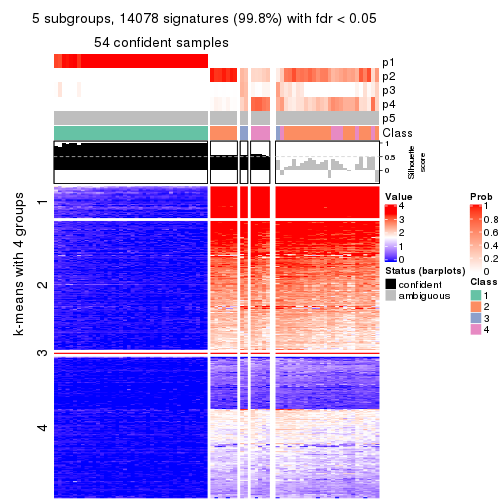 5 subgroups, 14078 signatures (99.8%) with fdr < 0.05
54 confident samples
p1
p2
p3
p4
p5
Class
1
0.5
0
Silhouette
score
k-means with 4 groups
1
2
3
4
Value
4
3
2
1
0
Status (barplots)
confident
ambiguous
Prob
1
0.8
0.6
0.4
0.2
0
Class
1
2
3
4